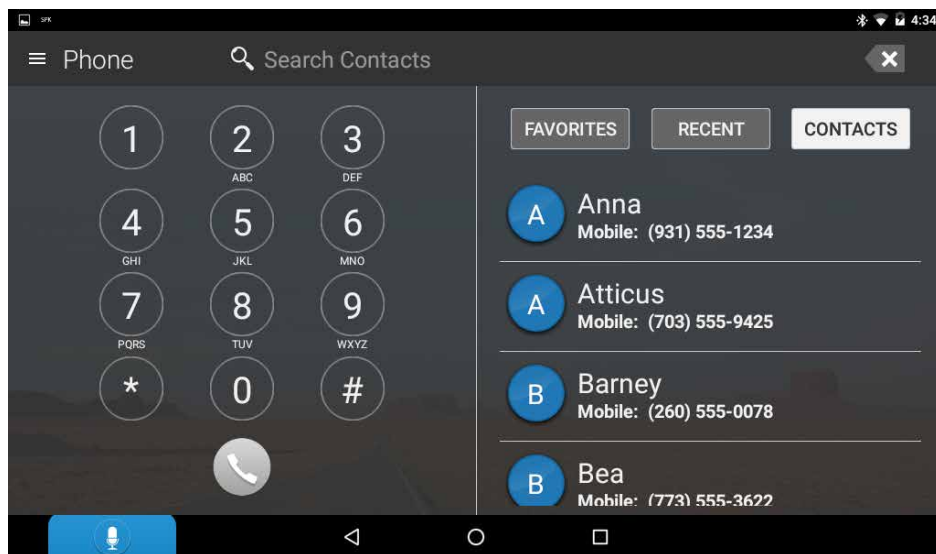 SFK 4:34
Phone Search Contacts
1 2 3
ABC DEF
4 5 6
GHI JKL MNO
7 8 9
PQRS TUV WXYZ
* 0 #
FAVORITES RECENT CONTACTS
A Anna
Mobile: (931) 555-1234
A Atticus
Mobile: (703) 555-9425
B Barney
Mobile: (260) 555-0078
B Bea
Mobile: (773) 555-3622